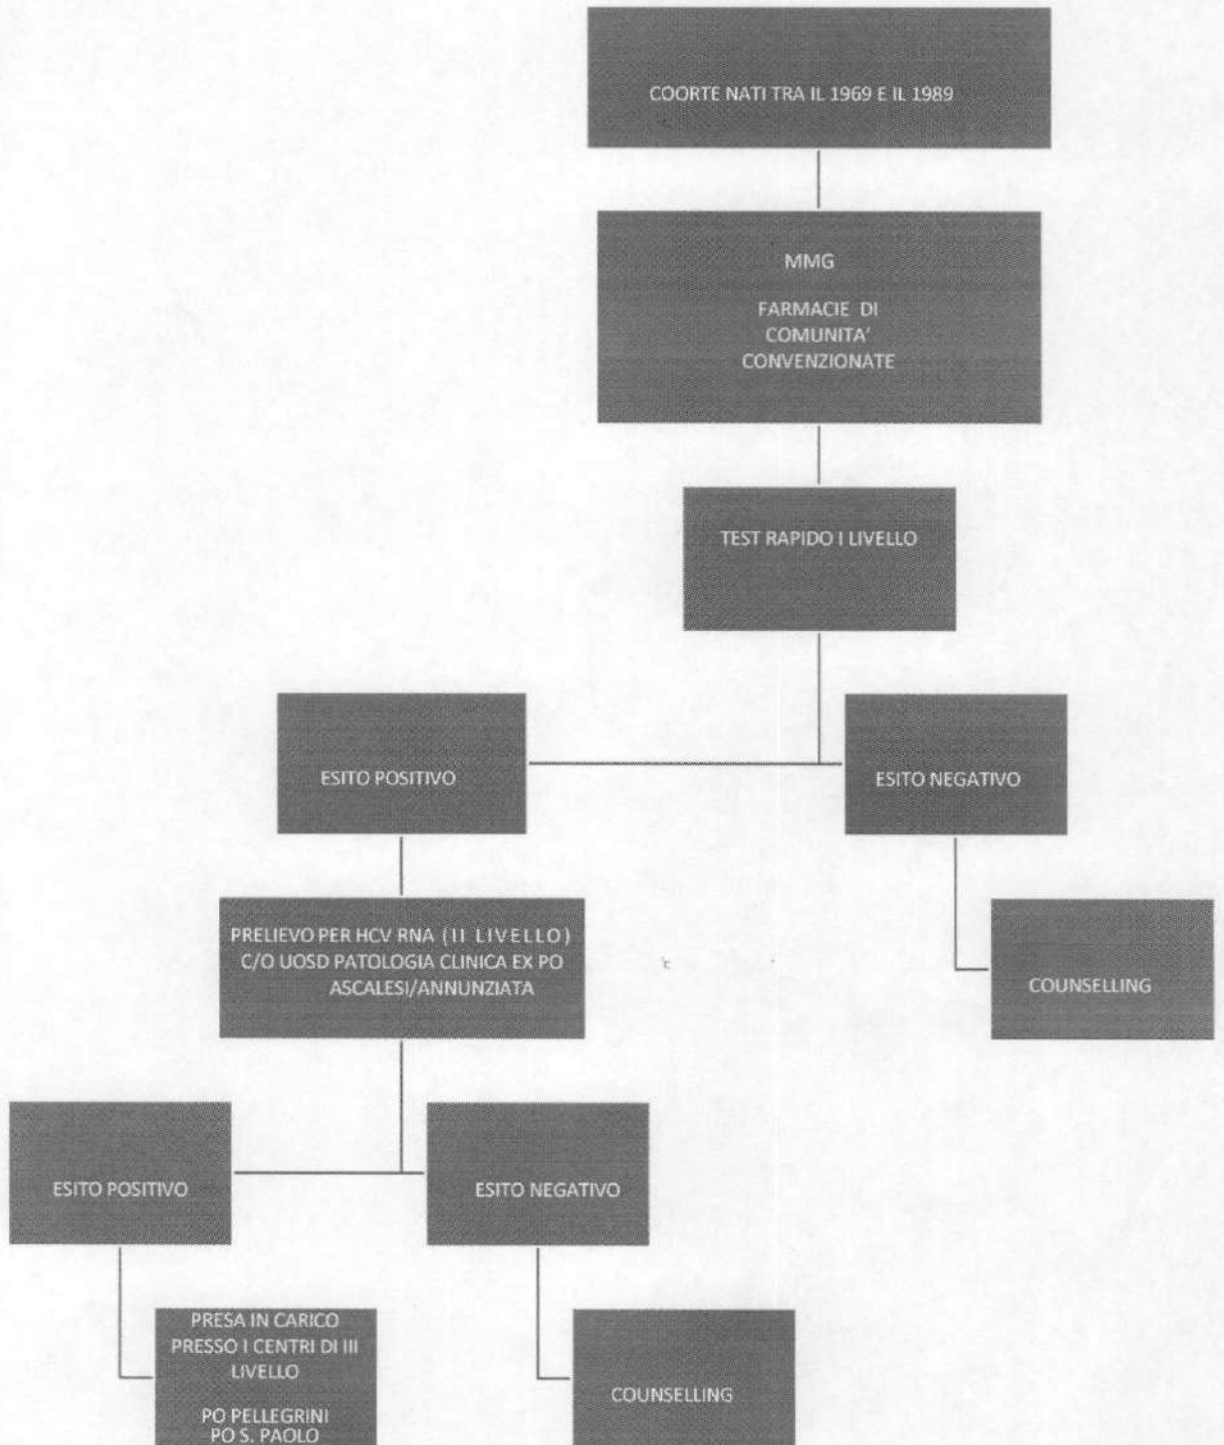 COORTE NATI TRA IL 1969 E IL 1989
MMG
FARMACIE DI
COMUNITA'
CONVENZIONATE
TEST RAPIDO I LIVELLO
ESITO POSITIVO
ESITO NEGATIVO
PRELIEVO PER HCV RNA (II LIVELLO)
C/O UOSD PATOLOGIA CLINICA EX PO
ASCALESI/ANNUNZIATA
COUNSELLING
ESITO POSITIVO
ESITO NEGATIVO
PRESA IN CARICO
PRESSO I CENTRI DI III
LIVELLO
PO PELLEGRINI
PO S. PAOLO
COUNSELLING